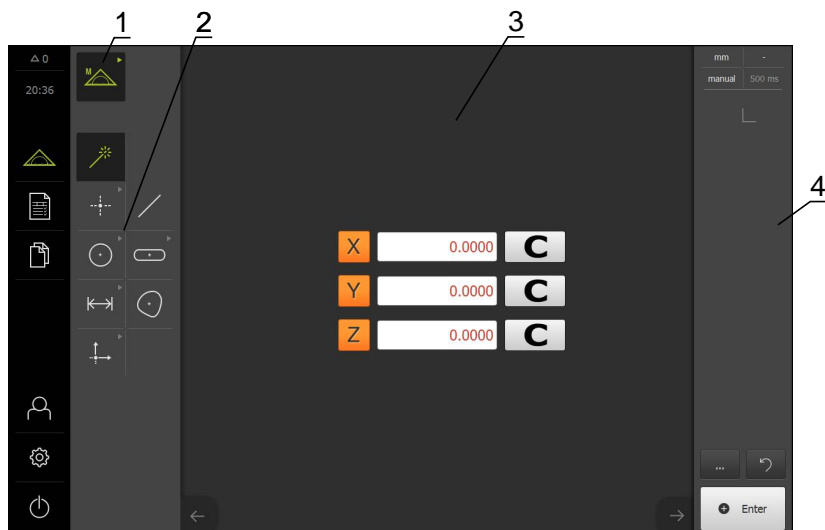 1
2
3
4
△ 0
20:36
M
mm -
manual 500 ms
X 0.0000 C
Y 0.0000 C
Z 0.0000 C
...
Enter